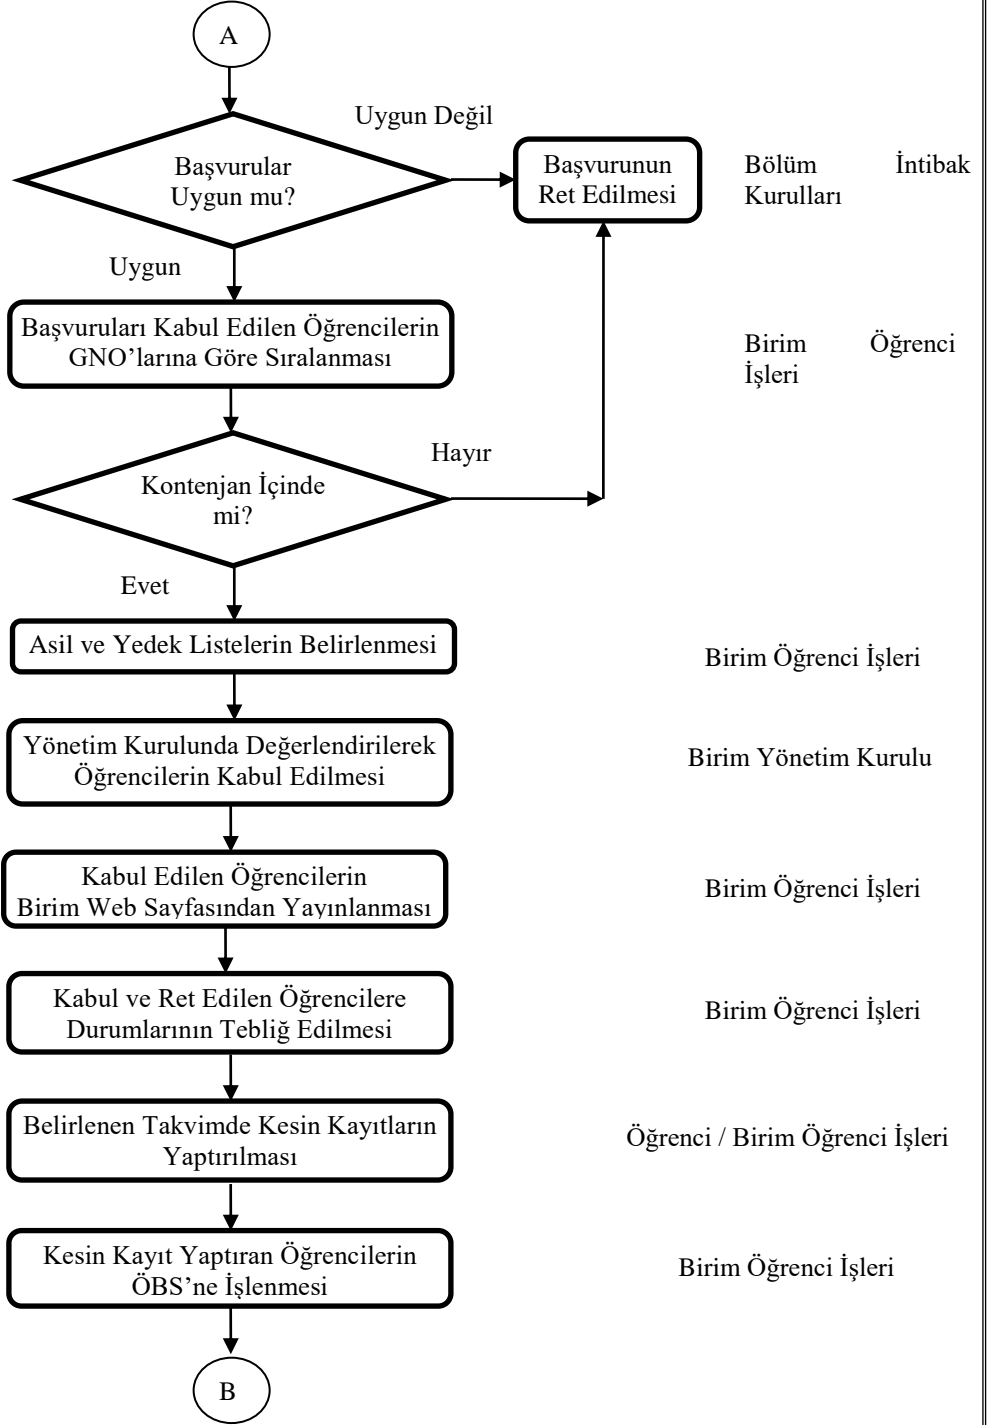 A
Uygun Değil
Başvurular
Uygun mu?
Başvurunun
Ret Edilmesi
Bölüm İntibak
Kurulları
Uygun
Başvuruları Kabul Edilen Öğrencilerin
GNO’larına Göre Sıralanması
Birim Öğrenci
İşleri
Hayır
Kontenjan İçinde
mi?
Evet
Asil ve Yedek Listelerin Belirlenmesi
Birim Öğrenci İşleri
Yönetim Kurulunda Değerlendirilerek
Öğrencilerin Kabul Edilmesi
Birim Yönetim Kurulu
Kabul Edilen Öğrencilerin
Birim Web Sayfasından Yayınlanması
Birim Öğrenci İşleri
Kabul ve Ret Edilen Öğrencilere
Durumlarının Tebliğ Edilmesi
Birim Öğrenci İşleri
Belirlenen Takvimde Kesin Kayıtların
Yaptırılması
Öğrenci / Birim Öğrenci İşleri
Kesin Kayıt Yaptıran Öğrencilerin
ÖBS’ne İşlenmesi
Birim Öğrenci İşleri
B